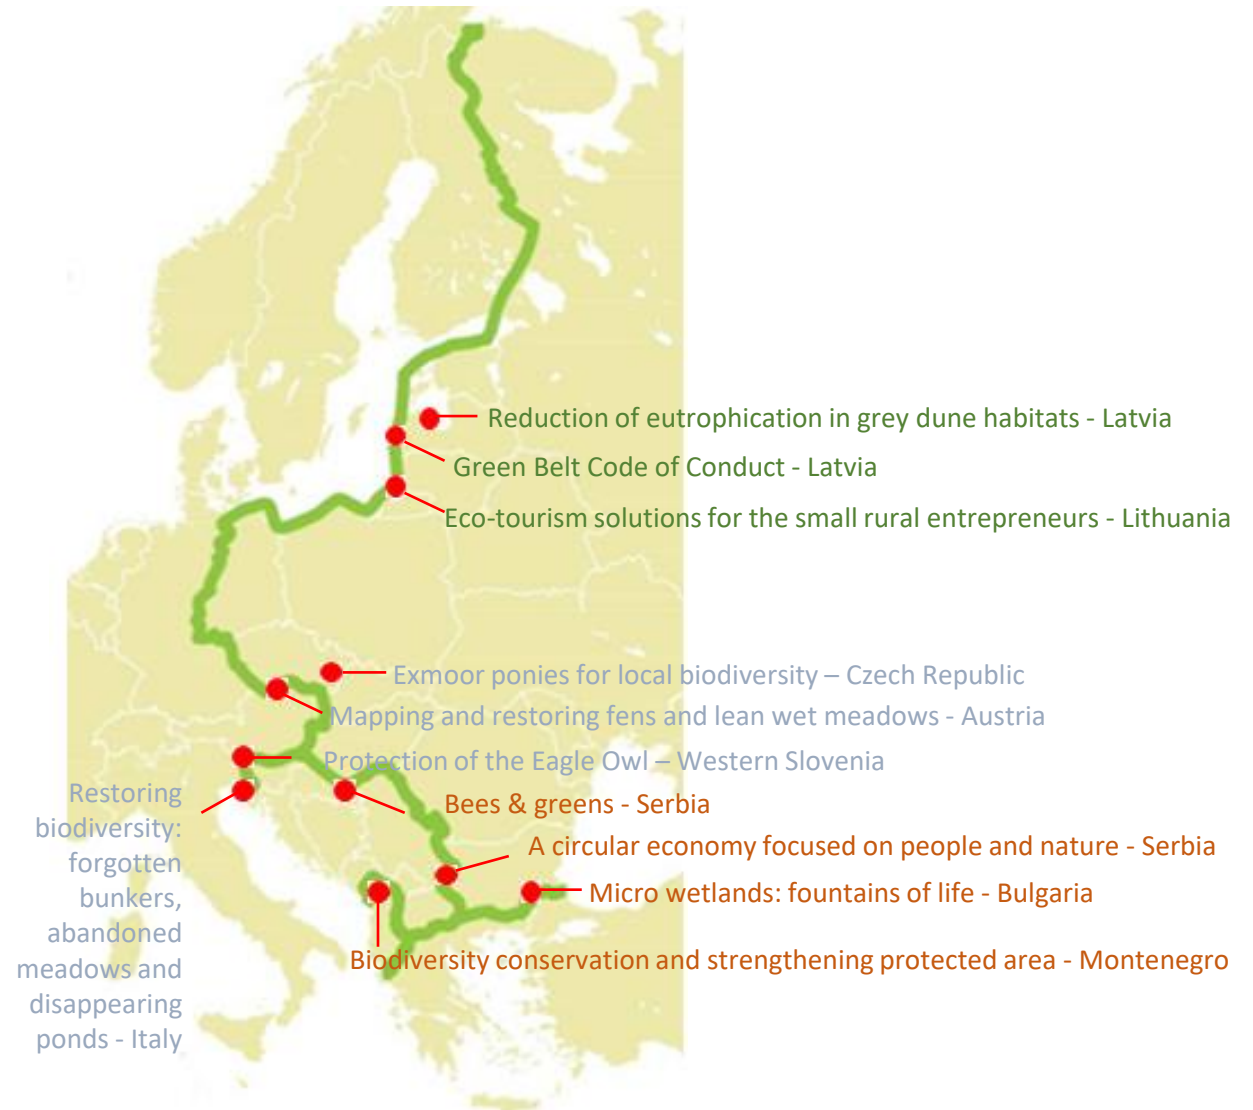 Reduction of eutrophication in grey dune habitats - Latvia
Green Belt Code of Conduct - Latvia
Eco-tourism solutions for the small rural entrepreneurs - Lithuania
Exmoor ponies for local biodiversity – Czech Republic
Mapping and restoring fens and lean wet meadows - Austria
Protection of the Eagle Owl – Western Slovenia
Restoring
biodiversity:
forgotten
bunkers,
abandoned
meadows and
disappearing
ponds - Italy
Bees & greens - Serbia
A circular economy focused on people and nature - Serbia
Micro wetlands: fountains of life - Bulgaria
Biodiversity conservation and strengthening protected area - Montenegro